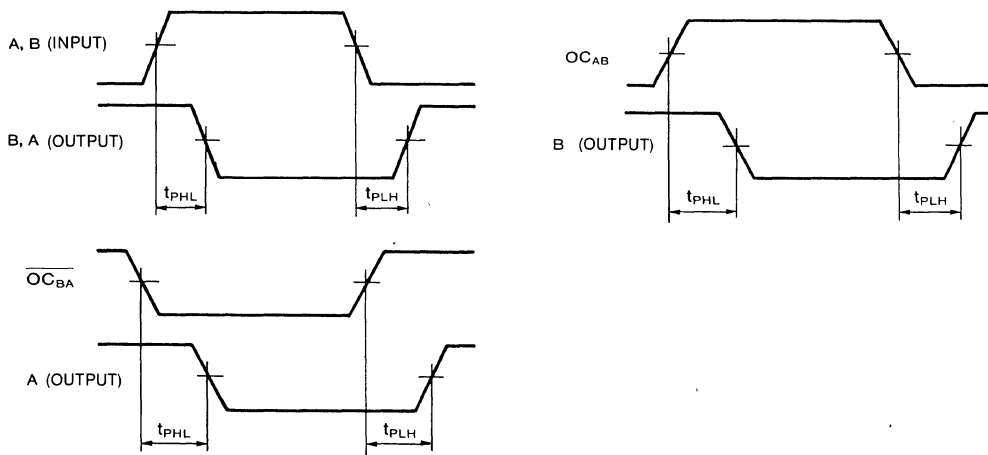 A, B (INPUT)
B, A (OUTPUT)
tPHL
tPLH
OCAB
B (OUTPUT)
tPHL
tPLH
OCBA
A (OUTPUT)
tPHL
tPLH